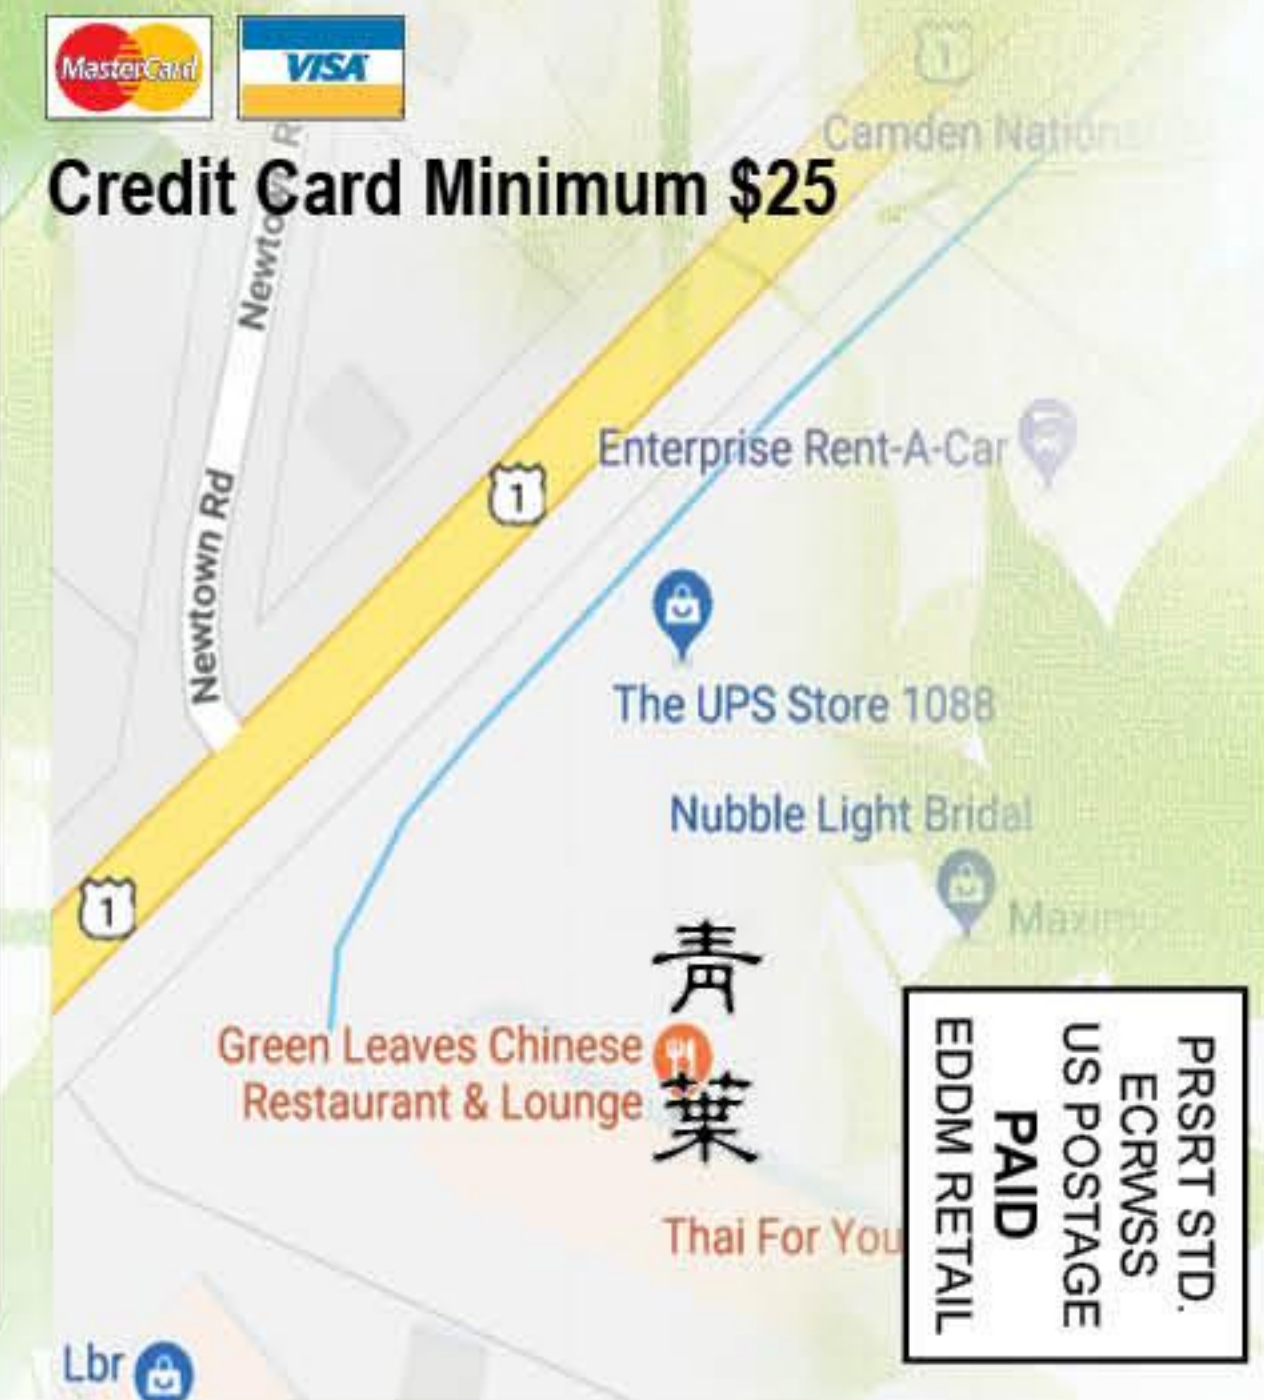 MasterCard
VISA
1
Camden National
Credit Card Minimum $25
Newtown R
Enterprise Rent-A-Car
1
Newtown Rd
The UPS Store 1088
Nubble Light Bridal
1
青
Green Leaves Chinese
Restaurant & Lounge
葉
Thai For You
PRSRT STD.
ECRWSS
US POSTAGE
PAID
EDDM RETAIL
Lbr